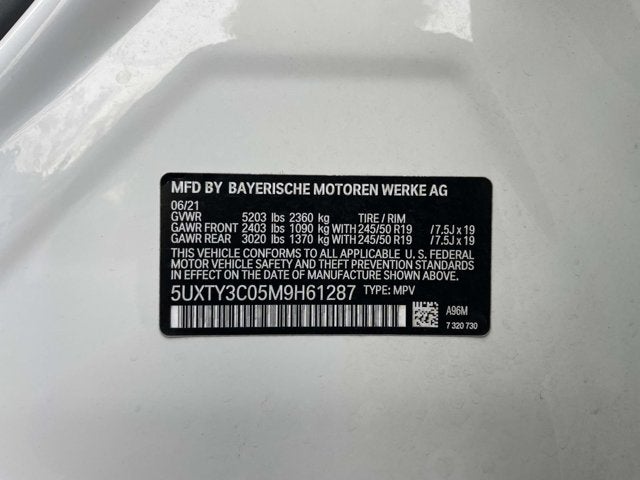 MFD BY BAYERISCHE MOTOREN WERKE AG
06/21
GVWR 5203 lbs 2360 kg TIRE / RIM
GAWR FRONT 2403 lbs 1090 kg WITH 245/50 R19 /7.5J x 19
GAWR REAR 3020 lbs 1370 kg WITH 245/50 R19 /7.5J x 19
THIS VEHICLE CONFORMS TO ALL APPLICABLE U. S. FEDERAL
MOTOR VEHICLE SAFETY AND THEFT PREVENTION STANDARDS
IN EFFECT ON THE DATE OF MANUFACTURE SHOWN ABOVE.
5UXTY3C05M9H61287 TYPE: MPV
A96M
7 320 730